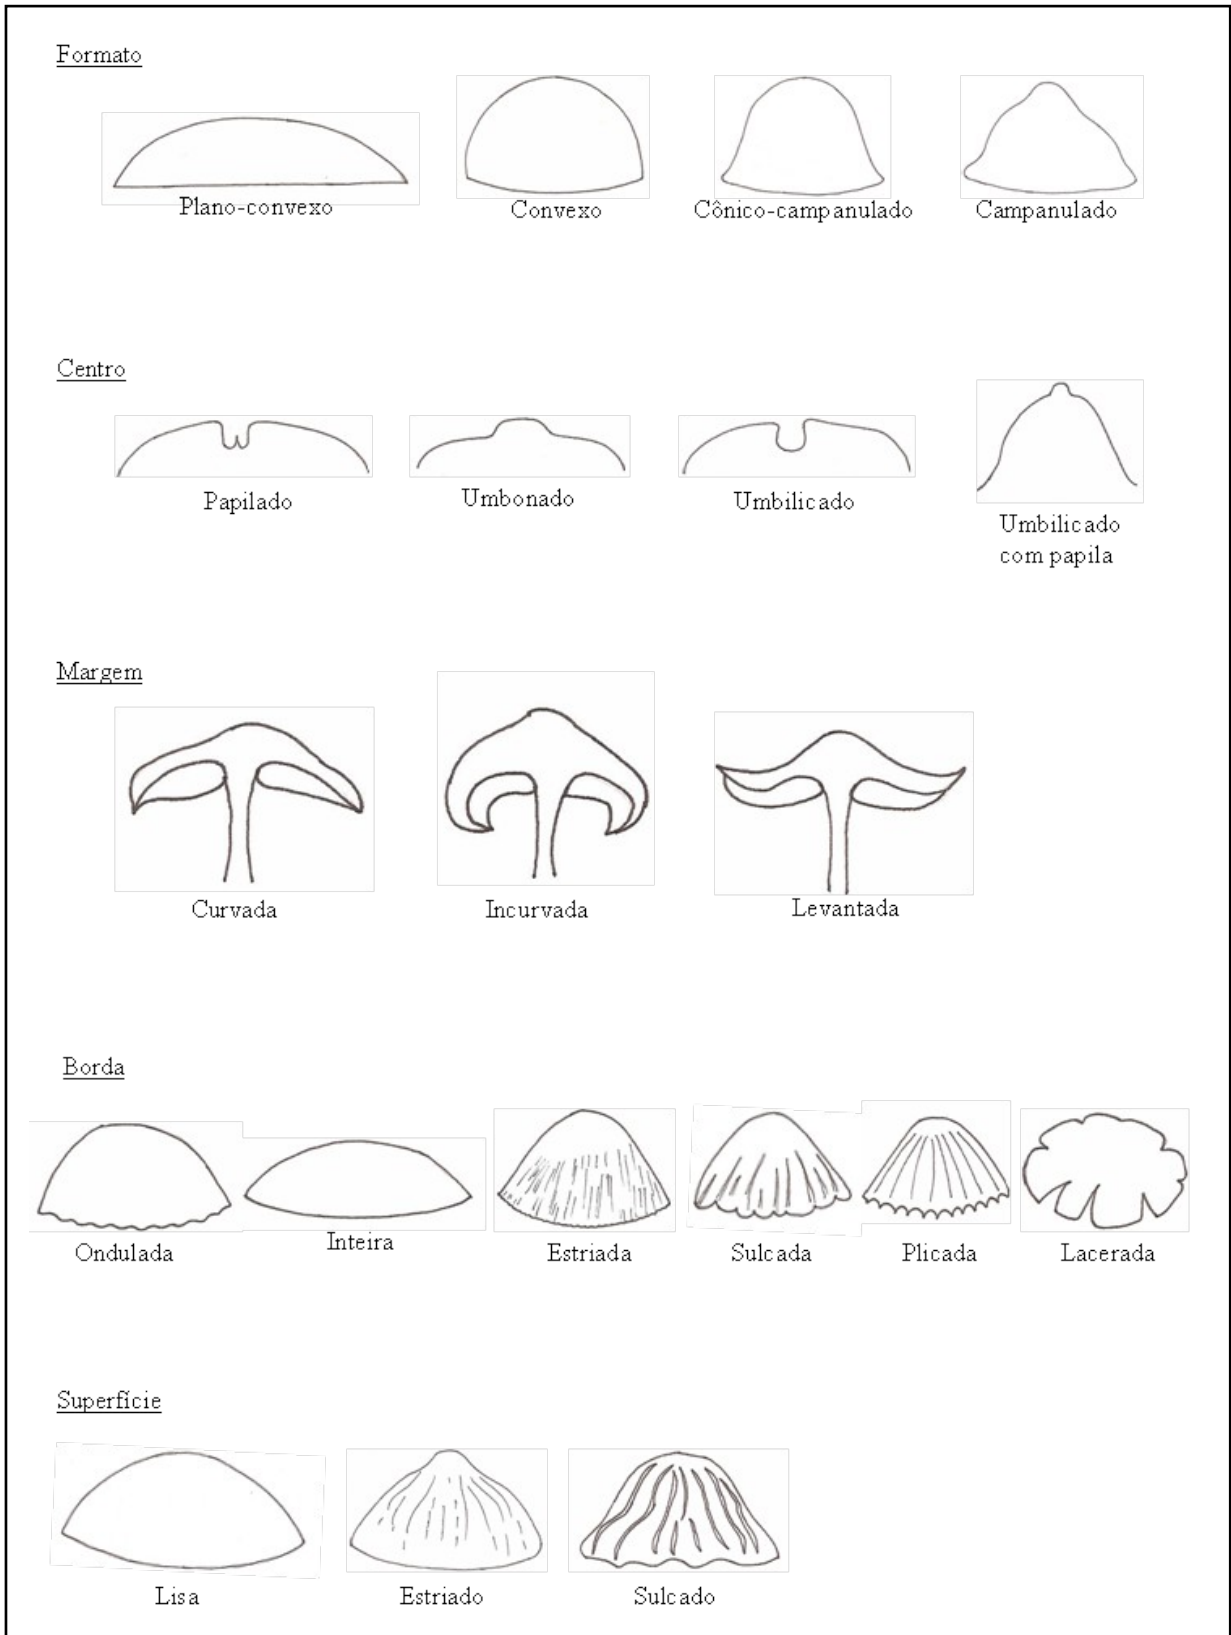 Formato
Plano-convexo
Convexo
Cônico-campanulado
Campanulado
Centro
Papilado
Umbonado
Umbilicado
Umbilicado
com papila
Margem
Curvada
Incurvada
Levantada
Borda
Ondulada
Inteira
Estriada
Sulcada
Plicada
Lacerada
Superfície
Lisa
Estriado
Sulcado